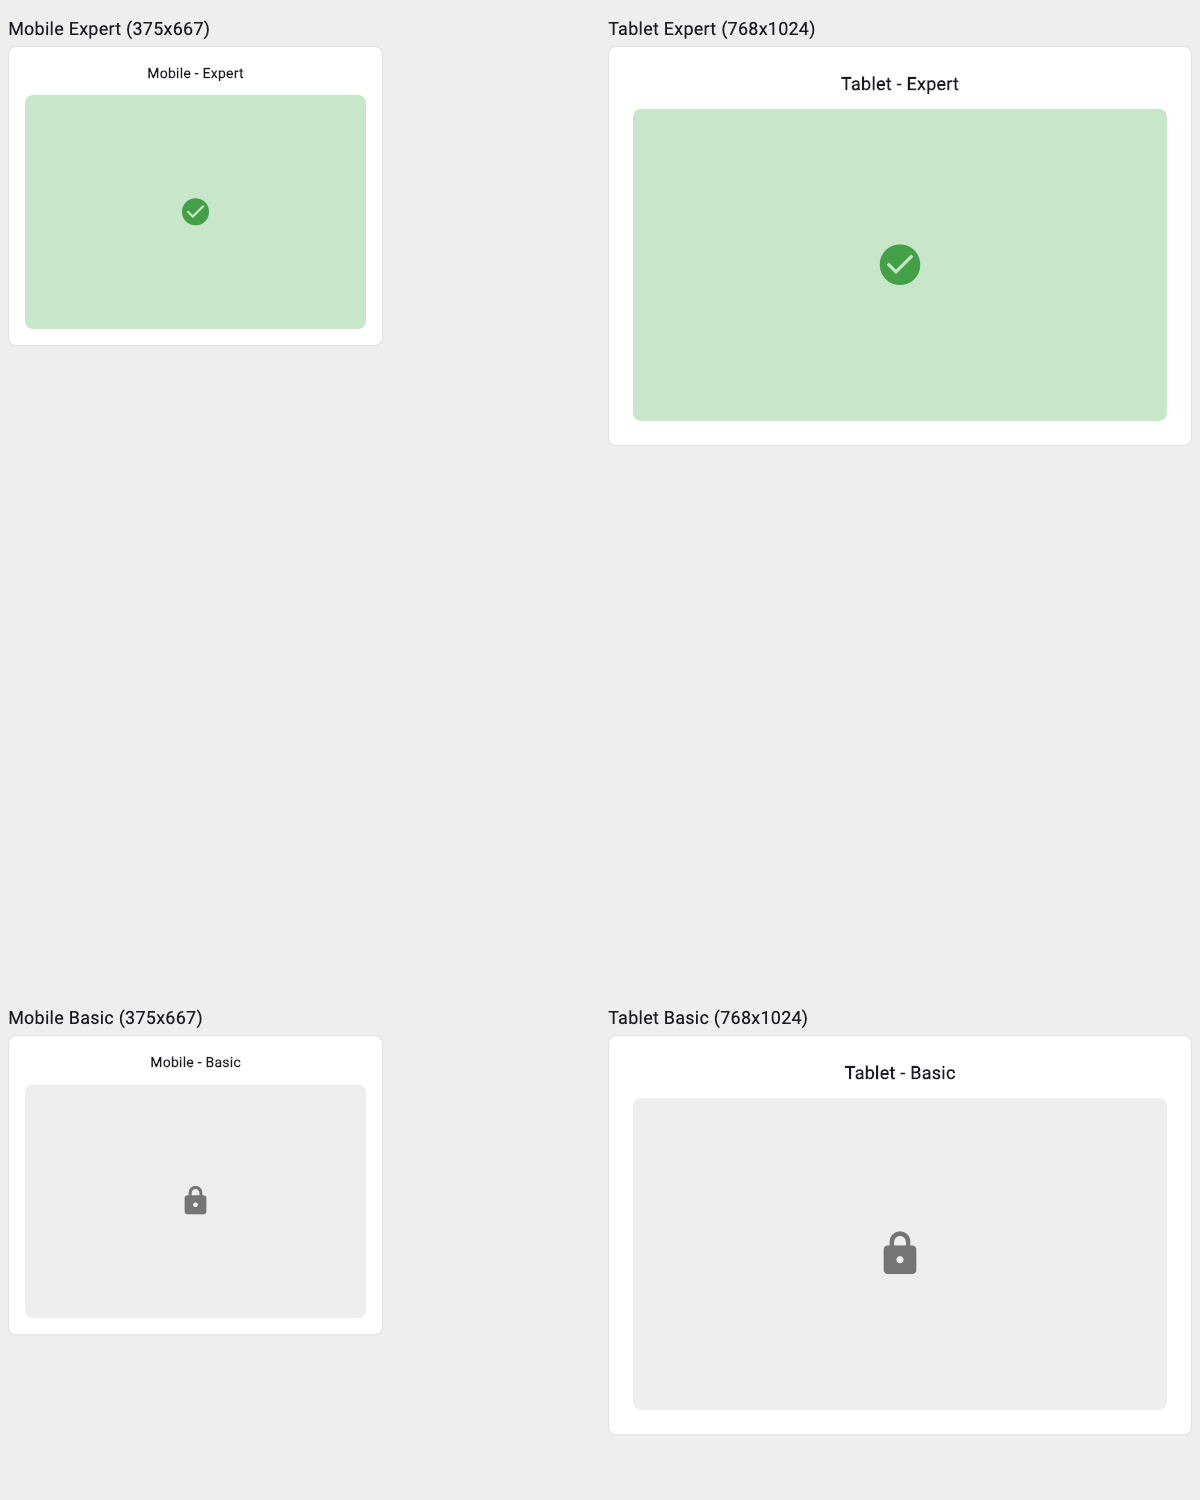 Mobile Expert (375x667)
Mobile - Expert
Tablet Expert (768x1024)
Tablet - Expert
Mobile Basic (375x667)
Mobile - Basic
Tablet Basic (768x1024)
Tablet - Basic